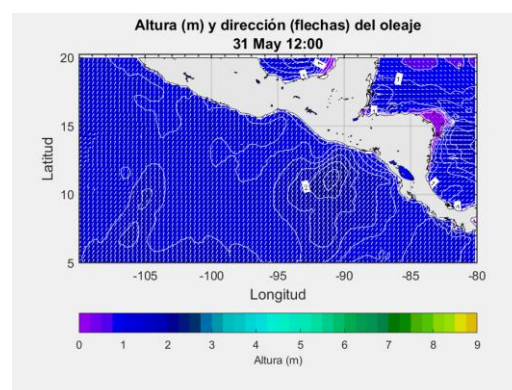 Altura (m) y dirección (flechas) del oleaje
31 May 12:00
20
15
10
5
Latitud
-105 -100 -95 -90 -85 -80
Longitud
0 1 2 3 4 5 6 7 8 9
Altura (m)